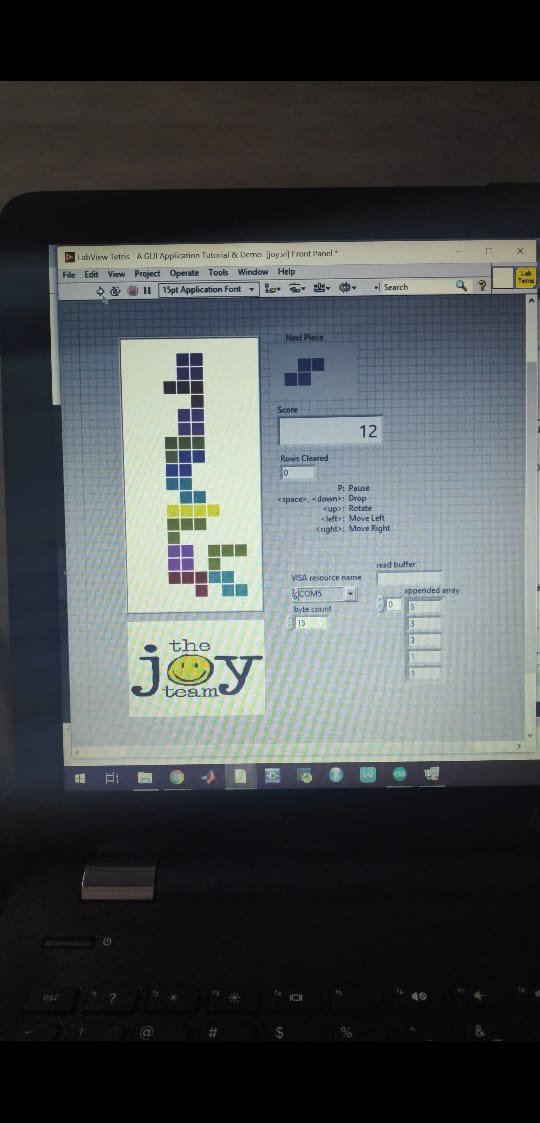 LabView Tetris A GUI Application Tutorial & Demo [joy.vi] Front Panel *
File Edit View Project Operate Tools Window Help
15pt Application Font
Search
Lab
Tetris
Next Piece
Score
12
Rows Cleared
0
P: Pause
<space>, <down>: Drop
<up>: Rotate
<left>: Move Left
<right>: Move Right
read buffer
VISA resource name
COM5
byte count
15
appended array
0
3
3
3
1
1
the
joy
team
esc
?
!
@
#
$
%
^
&